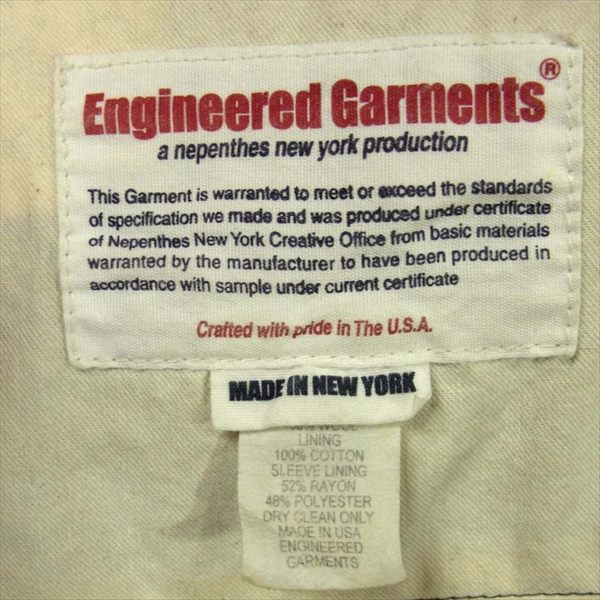 Engineered Garments®
a nepenthes new york production
This Garment is warranted to meet or exceed the standards
of specification we made and was produced under certificate
of Nepenthes New York Creative Office from basic materials
warranted by the manufacturer to have been produced in
accordance with sample under current certificate
Crafted with pride in The U.S.A.
MADE IN NEW YORK
100% WOOL
LINING
100% COTTON
SLEEVE LINING
52% RAYON
48% POLYESTER
DRY CLEAN ONLY
MADE IN USA
ENGINEERED
GARMENTS